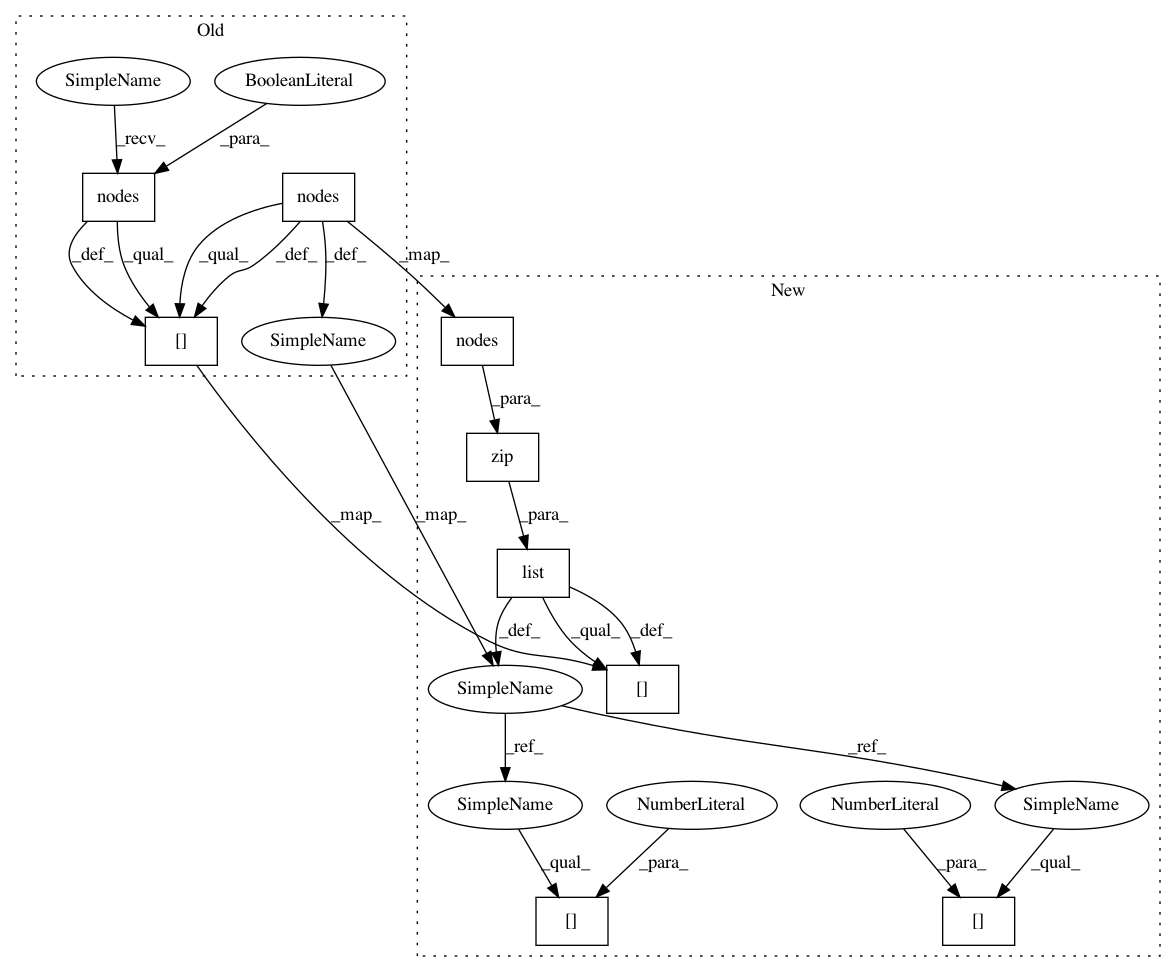 Old
SimpleName
BooleanLiteral
_recv_
_para_
nodes
nodes
_def_
_qual_
_qual_
_def_
_def_
_map_
New
[]
SimpleName
nodes
_para_
zip
_map_
_map_
_para_
list
_def_
_qual_
_def_
SimpleName
[]
_ref_
_ref_
SimpleName
NumberLiteral
NumberLiteral
SimpleName
_qual_
_para_
_para_
_qual_
[]
[]